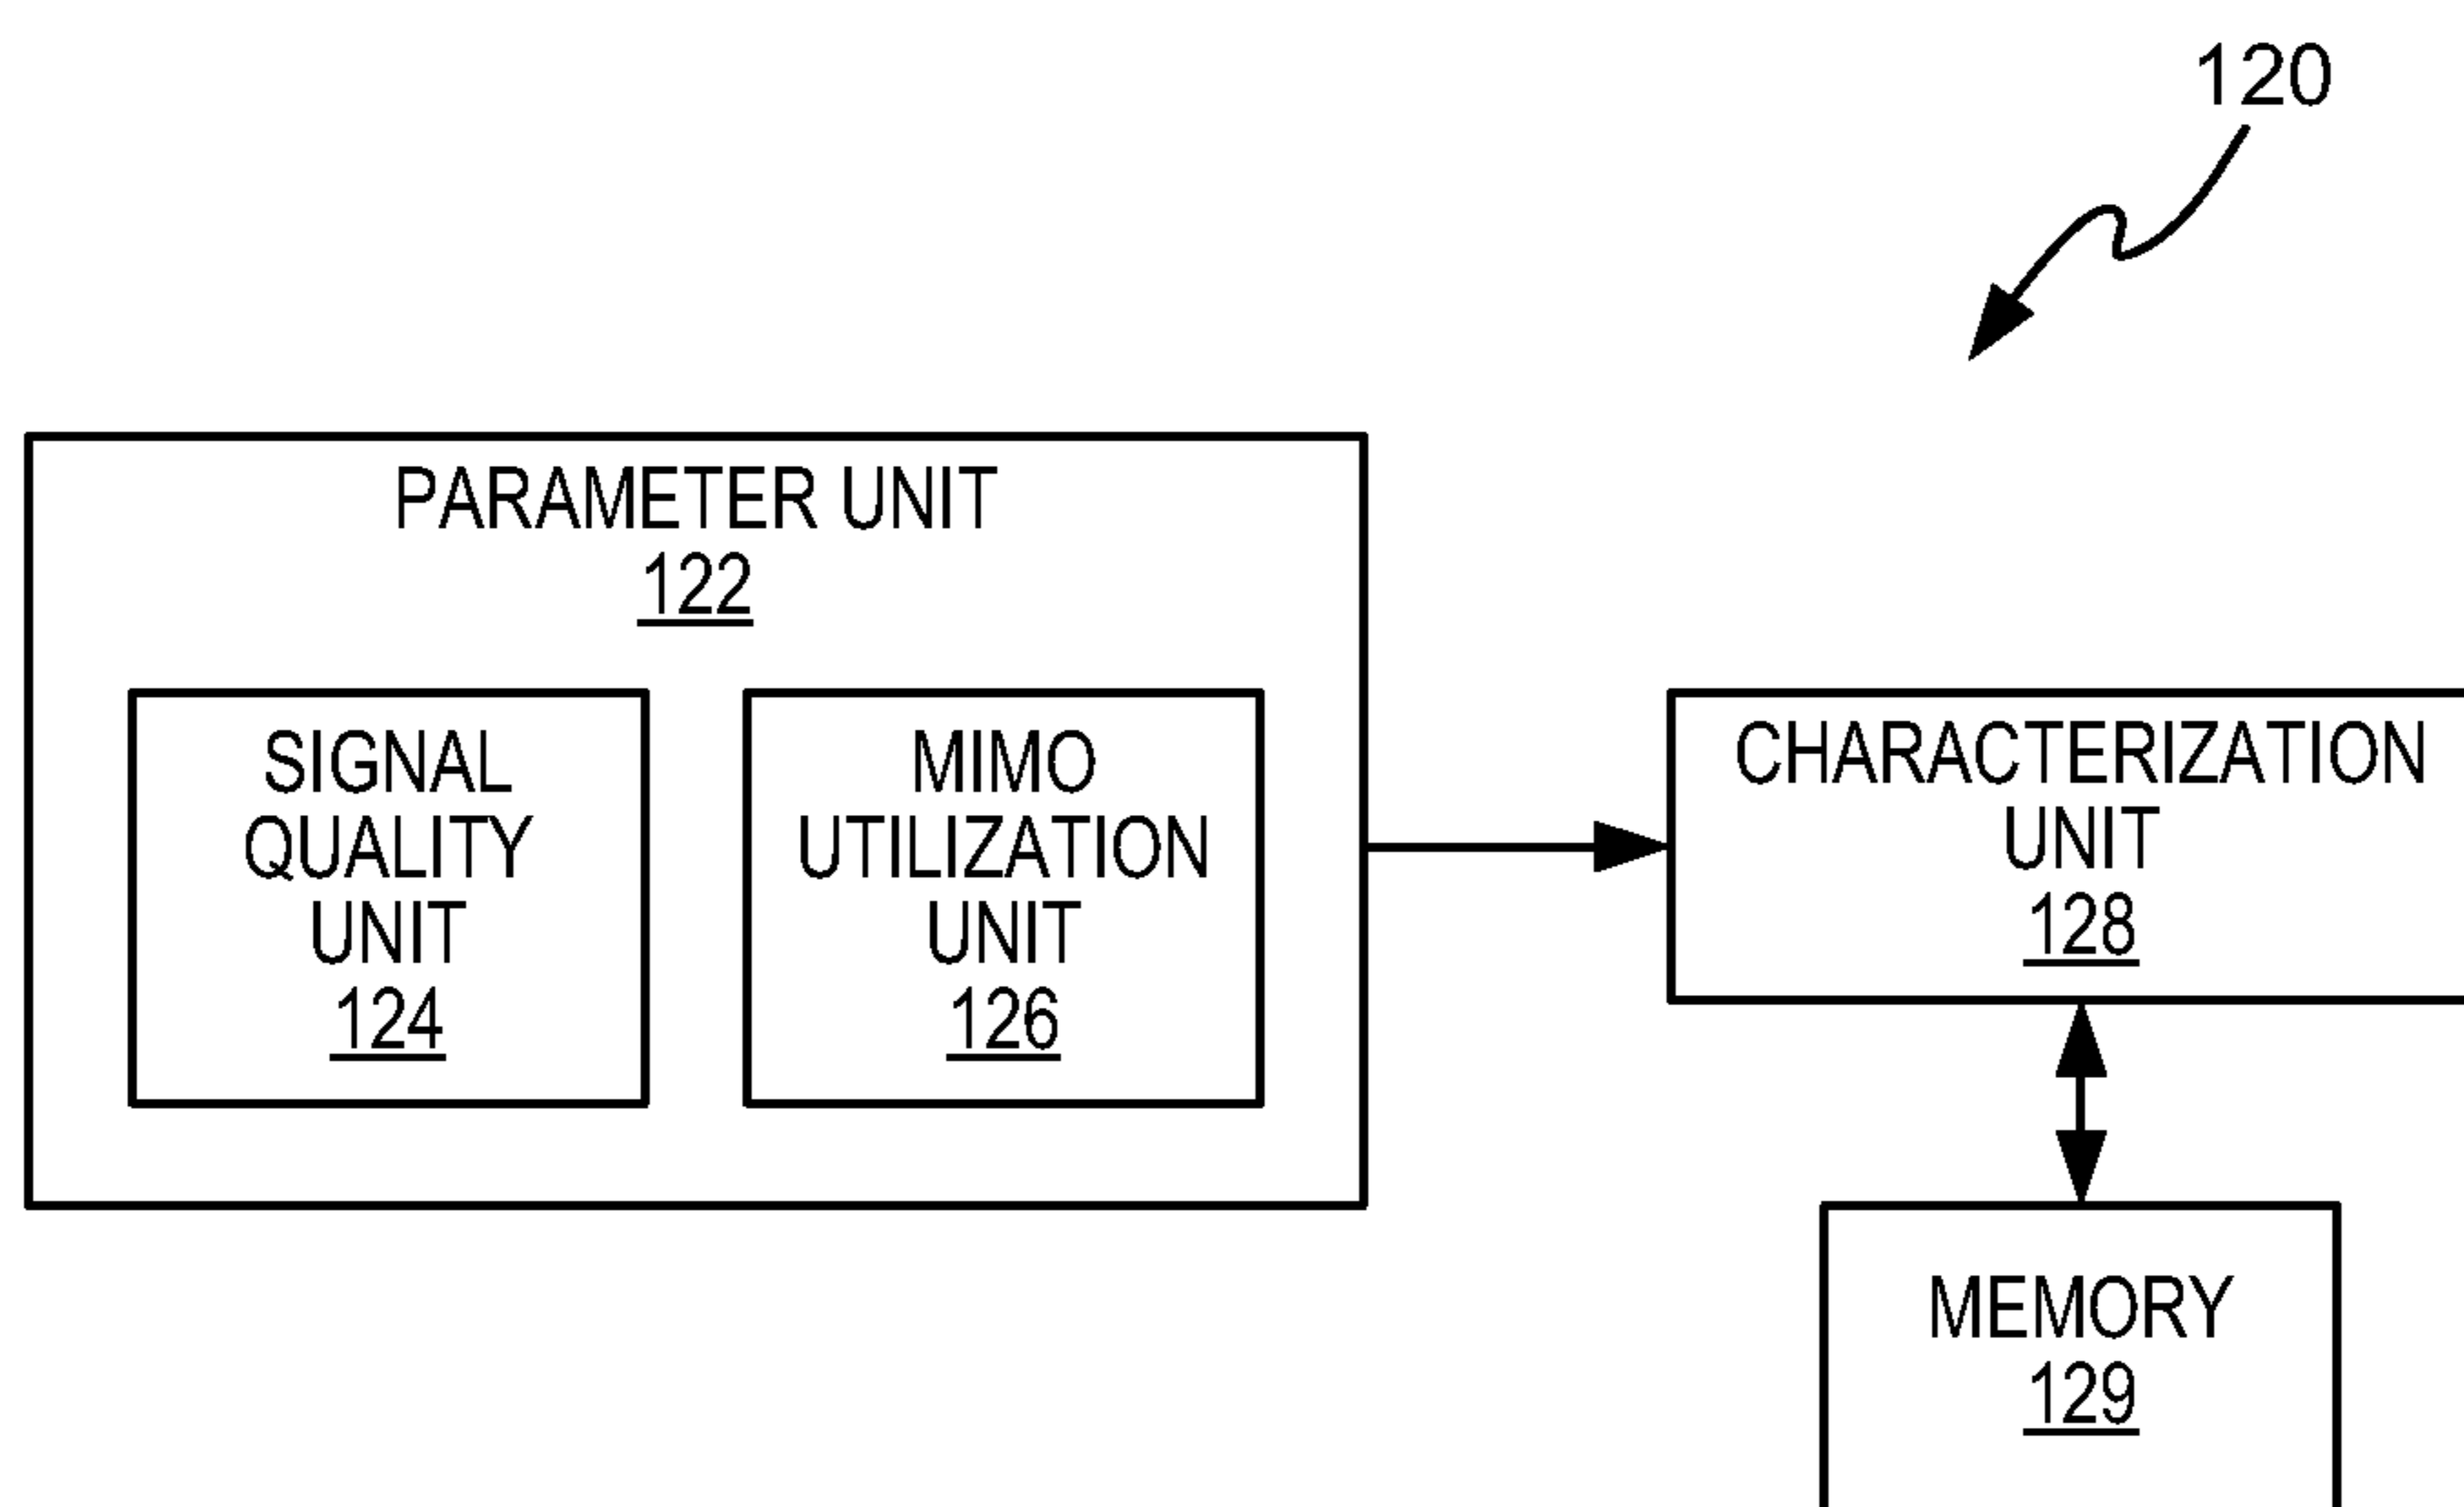 120
PARAMETER UNIT
122
SIGNAL
QUALITY
UNIT
124
MIMO
UTILIZATION
UNIT
126
CHARACTERIZATION
UNIT
128
MEMORY
129